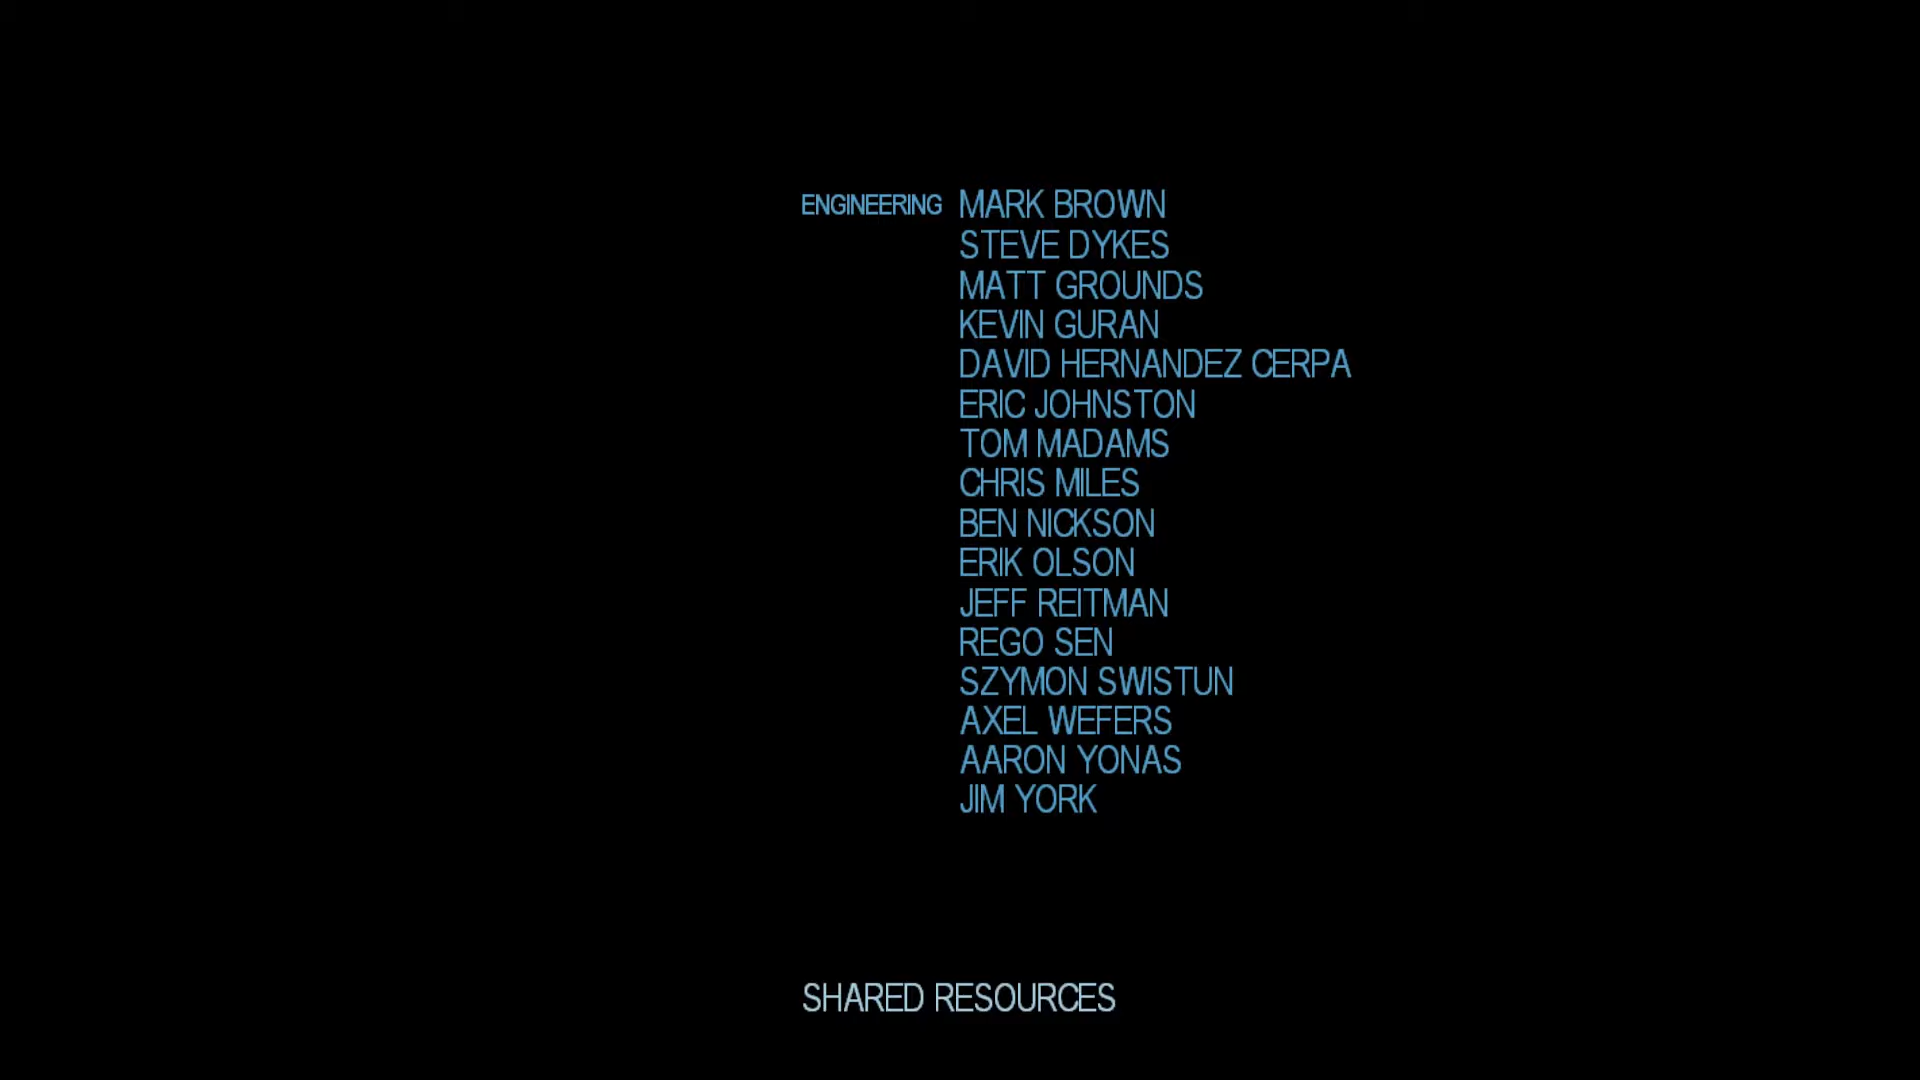 ENGINEERING MARK BROWN
STEVE DYKES
MATT GROUNDS
KEVIN GURAN
DAVID HERNANDEZ CERPA
ERIC JOHNSTON
TOM MADAMS
CHRIS MILES
BEN NICKSON
ERIK OLSON
JEFF REITMAN
REGO SEN
SZYMON SWISTUN
AXEL WEFERS
AARON YONAS
JIM YORK
SHARED RESOURCES